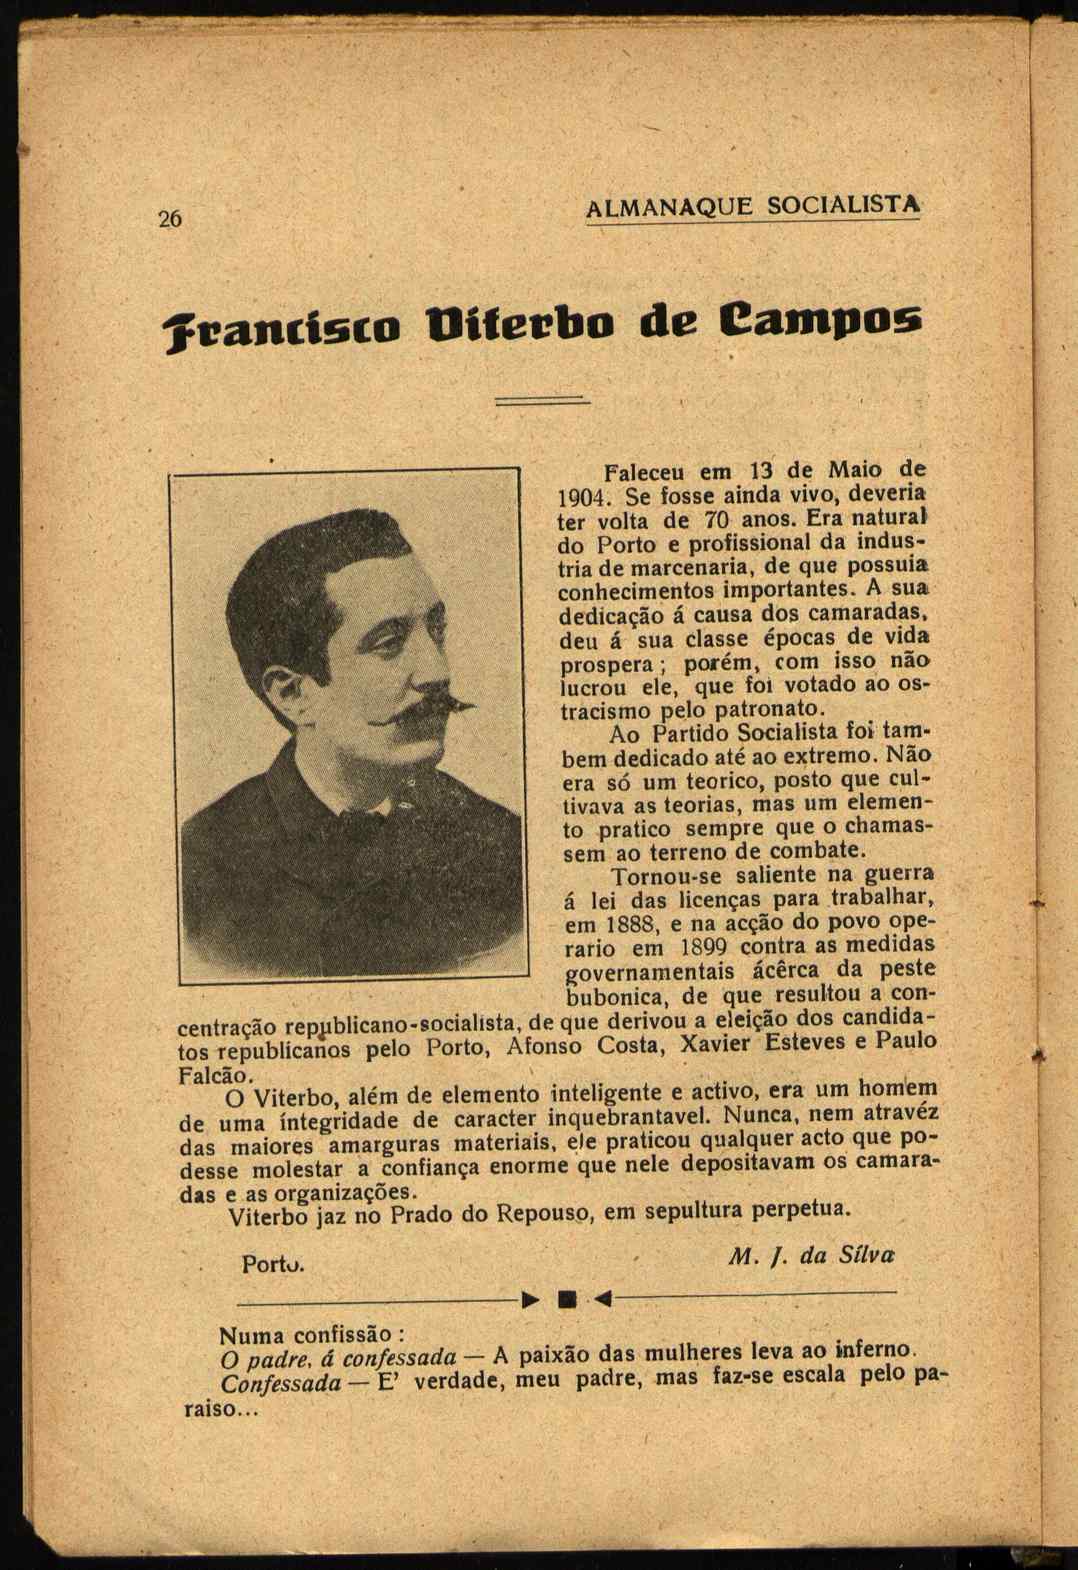 26
ALMANAQUE SOCIALISTA
Francisco Viterbo de Campos
Faleceu em 13 de Maio de
1904. Se fosse ainda vivo, deveria
ter volta de 70 anos. Era natural
do Porto e profissional da indus-
tria de marcenaria, de que possuia
conhecimentos importantes. A sua
dedicação á causa dos camaradas,
deu á sua classe épocas de vida
prospera; porém, com isso não
lucrou ele, que foi votado ao os-
tracismo pelo patronato.
Ao Partido Socialista foi tam-
bem dedicado até ao extremo. Não
era só um teorico, posto que cul-
tivava as teorias, mas um elemen-
to pratico sempre que o chamas-
sem ao terreno de combate.
Tornou-se saliente na guerra
á lei das licenças para trabalhar,
em 1888, e na acção do povo ope-
rario em 1899 contra as medidas
governamentais ácêrca da peste
bubonica, de que resultou a con-
centração republicano-socialista, de que derivou a eleição dos candida-
tos republicanos pelo Porto, Afonso Costa, Xavier Esteves e Paulo
Falcão.
O Viterbo, além de elemento inteligente e activo, era um homem
de uma íntegridade de caracter inquebrantavel. Nunca, nem atravéz
das maiores amarguras materiais, ele praticou qualquer acto que po-
desse molestar a confiança enorme que nele depositavam os camara-
das e as organizações.
Viterbo jaz no Prado do Repouso, em sepultura perpetua.
Porto.
M. J. da Silva
Numa confissão :
O padre, á confessada — A paixão das mulheres leva ao inferno.
Confessada — E' verdade, meu padre, mas faz-se escala pelo pa-
raiso...